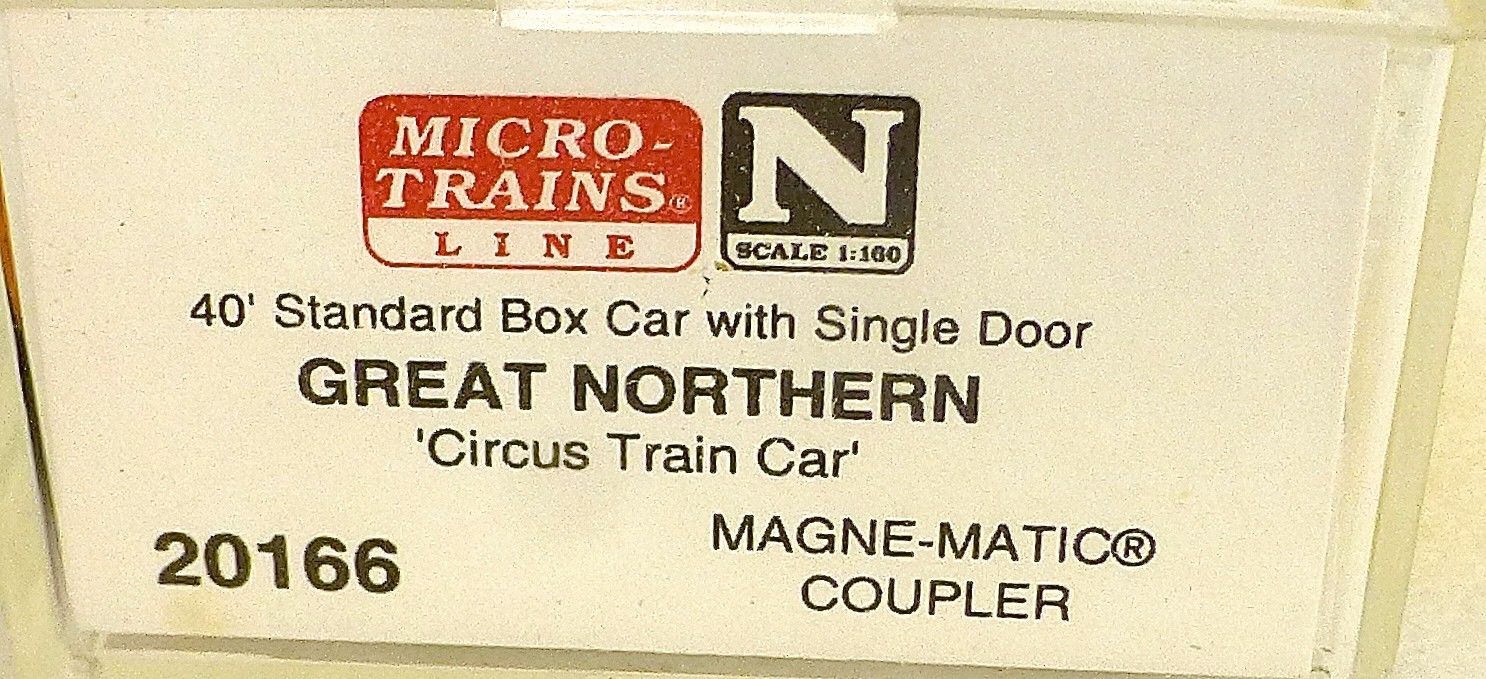 MICRO-
TRAINS®
LINE
N
SCALE 1:160
40' Standard Box Car with Single Door
GREAT NORTHERN
'Circus Train Car'
20166
MAGNE-MATIC®
COUPLER